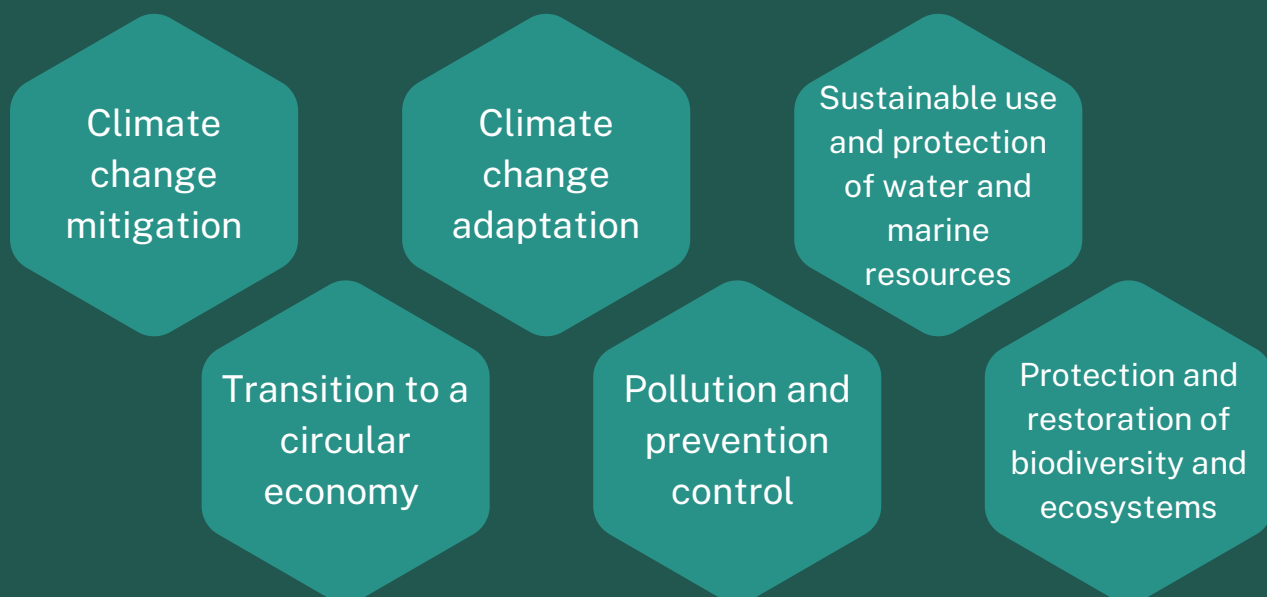 Climate
change
mitigation
Climate
change
adaptation
Sustainable use
and protection
of water and
marine
resources
Transition to a
circular
economy
Pollution and
prevention
control
Protection and
restoration of
biodiversity and
ecosystems